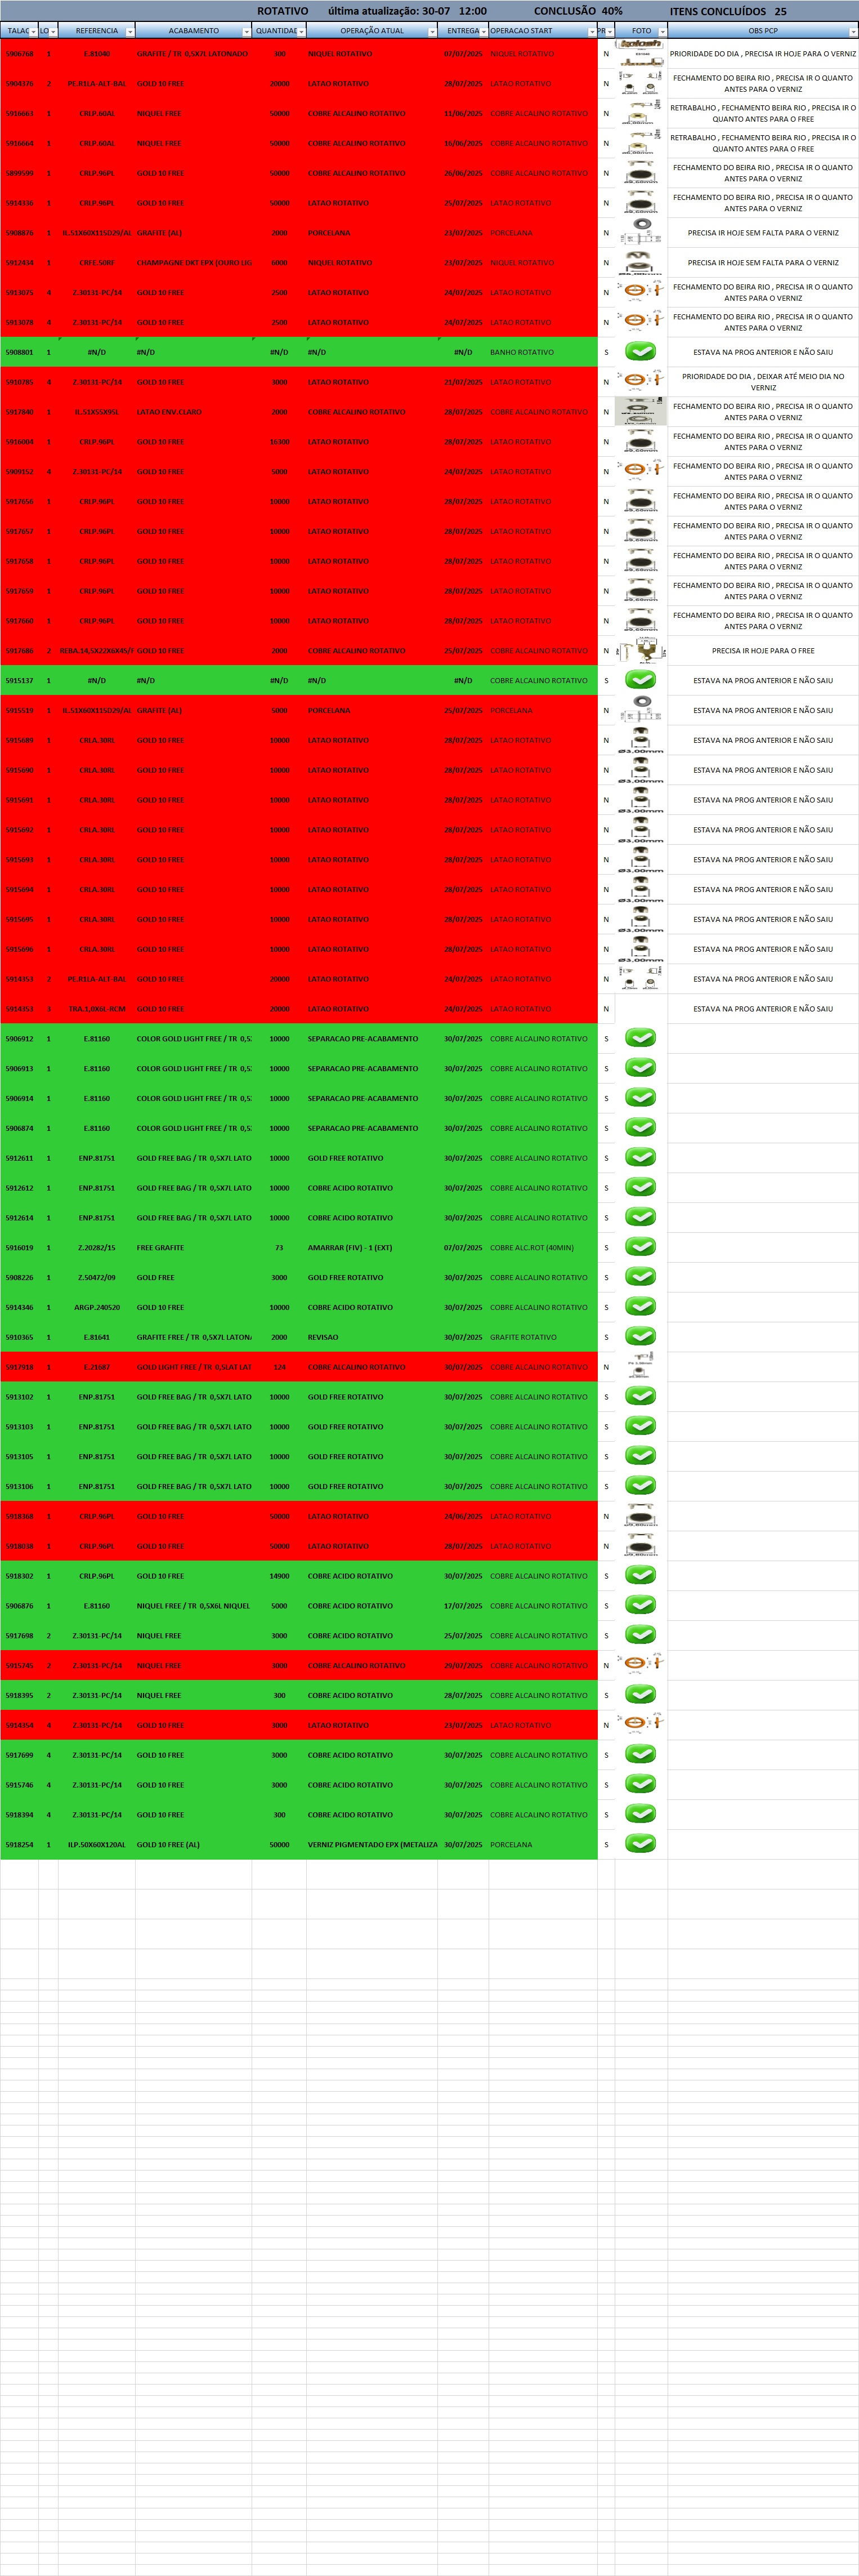 ROTATIVO última atualização: 30-07 12:00 CONCLUSÃO 40% ITENS CONCLUÍDOS 25
TALAC LO REFERENCIA ACABAMENTO QUANTIDAD OPERAÇÃO ATUAL ENTREGA OPERACAO START PR FOTO OBS PCP
5906768 1 E.81040 GRAFITE / TR 0,5X7L LATONADO 300 NIQUEL ROTATIVO 07/07/2025 NIQUEL ROTATIVO N PRIORIDADE DO DIA , PRECISA IR HOJE PARA O VERNIZ
5904376 2 PE.R1LA-ALT-BAL GOLD 10 FREE 20000 LATAO ROTATIVO 28/07/2025 LATAO ROTATIVO N FECHAMENTO DO BEIRA RIO , PRECISA IR O QUANTO ANTES PARA O VERNIZ
5916663 1 CRLP.60AL NIQUEL FREE 50000 COBRE ALCALINO ROTATIVO 11/06/2025 COBRE ALCALINO ROTATIVO N RETRABALHO , FECHAMENTO BEIRA RIO , PRECISA IR O QUANTO ANTES PARA O FREE
5916664 1 CRLP.60AL NIQUEL FREE 50000 COBRE ALCALINO ROTATIVO 16/06/2025 COBRE ALCALINO ROTATIVO N RETRABALHO , FECHAMENTO BEIRA RIO , PRECISA IR O QUANTO ANTES PARA O FREE
5899599 1 CRLP.96PL GOLD 10 FREE 50000 COBRE ALCALINO ROTATIVO 26/06/2025 COBRE ALCALINO ROTATIVO N FECHAMENTO DO BEIRA RIO , PRECISA IR O QUANTO ANTES PARA O VERNIZ
5914336 1 CRLP.96PL GOLD 10 FREE 50000 LATAO ROTATIVO 25/07/2025 LATAO ROTATIVO N FECHAMENTO DO BEIRA RIO , PRECISA IR O QUANTO ANTES PARA O VERNIZ
5908876 1 IL.51X60X115D29/AL GRAFITE (AL) 2000 PORCELANA 21/07/2025 PORCELANA N PRECISA IR HOJE SEM FALTA PARA O VERNIZ
5912434 1 CRFE.50RF CHAMPAGNE DKT EPX (OURO LIG 6000 NIQUEL ROTATIVO 23/07/2025 NIQUEL ROTATIVO N PRECISA IR HOJE SEM FALTA PARA O VERNIZ
5913075 4 Z.30131-PC/14 GOLD 10 FREE 2500 LATAO ROTATIVO 24/07/2025 LATAO ROTATIVO N FECHAMENTO DO BEIRA RIO , PRECISA IR O QUANTO ANTES PARA O VERNIZ
5913078 4 Z.30131-PC/14 GOLD 10 FREE 2500 LATAO ROTATIVO 24/07/2025 LATAO ROTATIVO N FECHAMENTO DO BEIRA RIO , PRECISA IR O QUANTO ANTES PARA O VERNIZ
5908801 1 #N/D #N/D #N/D #N/D #N/D BANHO ROTATIVO S ESTAVA NA PROG ANTERIOR E NÃO SAIU
5910785 4 Z.30131-PC/14 GOLD 10 FREE 3000 LATAO ROTATIVO 21/07/2025 LATAO ROTATIVO N PRIORIDADE DO DIA , DEIXAR ATÉ MEIO DIA NO VERNIZ
5917840 1 IL.51X55X95L LATAO ENV. CLARO 2000 COBRE ALCALINO ROTATIVO 28/07/2025 COBRE ALCALINO ROTATIVO N FECHAMENTO DO BEIRA RIO , PRECISA IR O QUANTO ANTES PARA O VERNIZ
5916004 1 CRLP.96PL GOLD 10 FREE 16300 LATAO ROTATIVO 28/07/2025 LATAO ROTATIVO N FECHAMENTO DO BEIRA RIO , PRECISA IR O QUANTO ANTES PARA O VERNIZ
5909152 4 Z.30131-PC/14 GOLD 10 FREE 5000 LATAO ROTATIVO 24/07/2025 LATAO ROTATIVO N FECHAMENTO DO BEIRA RIO , PRECISA IR O QUANTO ANTES PARA O VERNIZ
5917656 1 CRLP.96PL GOLD 10 FREE 10000 LATAO ROTATIVO 28/07/2025 LATAO ROTATIVO N FECHAMENTO DO BEIRA RIO , PRECISA IR O QUANTO ANTES PARA O VERNIZ
5917657 1 CRLP.96PL GOLD 10 FREE 10000 LATAO ROTATIVO 28/07/2025 LATAO ROTATIVO N FECHAMENTO DO BEIRA RIO , PRECISA IR O QUANTO ANTES PARA O VERNIZ
5917658 1 CRLP.96PL GOLD 10 FREE 10000 LATAO ROTATIVO 28/07/2025 LATAO ROTATIVO N FECHAMENTO DO BEIRA RIO , PRECISA IR O QUANTO ANTES PARA O VERNIZ
5917659 1 CRLP.96PL GOLD 10 FREE 10000 LATAO ROTATIVO 28/07/2025 LATAO ROTATIVO N FECHAMENTO DO BEIRA RIO , PRECISA IR O QUANTO ANTES PARA O VERNIZ
5917660 1 CRLP.96PL GOLD 10 FREE 10000 LATAO ROTATIVO 28/07/2025 LATAO ROTATIVO N FECHAMENTO DO BEIRA RIO , PRECISA IR O QUANTO ANTES PARA O VERNIZ
5917686 2 REBA.14,5X22X6X45/T GOLD 10 FREE 2000 COBRE ALCALINO ROTATIVO 25/07/2025 COBRE ALCALINO ROTATIVO N PRECISA IR HOJE PARA O FREE
5915137 1 #N/D #N/D #N/D #N/D #N/D COBRE ALCALINO ROTATIVO S ESTAVA NA PROG ANTERIOR E NÃO SAIU
5915519 1 IL.51X60X115D29/AL GRAFITE (AL) 5000 PORCELANA 25/07/2025 PORCELANA N ESTAVA NA PROG ANTERIOR E NÃO SAIU
5915689 1 CRLA.30RL GOLD 10 FREE 10000 LATAO ROTATIVO 28/07/2025 LATAO ROTATIVO N Ø3,00mm ESTAVA NA PROG ANTERIOR E NÃO SAIU
5915690 1 CRLA.30RL GOLD 10 FREE 10000 LATAO ROTATIVO 28/07/2025 LATAO ROTATIVO N Ø3,00mm ESTAVA NA PROG ANTERIOR E NÃO SAIU
5915691 1 CRLA.30RL GOLD 10 FREE 10000 LATAO ROTATIVO 28/07/2025 LATAO ROTATIVO N Ø3,00mm ESTAVA NA PROG ANTERIOR E NÃO SAIU
5915692 1 CRLA.30RL GOLD 10 FREE 10000 LATAO ROTATIVO 28/07/2025 LATAO ROTATIVO N Ø3,00mm ESTAVA NA PROG ANTERIOR E NÃO SAIU
5915693 1 CRLA.30RL GOLD 10 FREE 10000 LATAO ROTATIVO 28/07/2025 LATAO ROTATIVO N Ø3,00mm ESTAVA NA PROG ANTERIOR E NÃO SAIU
5915694 1 CRLA.30RL GOLD 10 FREE 10000 LATAO ROTATIVO 28/07/2025 LATAO ROTATIVO N Ø3,00mm ESTAVA NA PROG ANTERIOR E NÃO SAIU
5915695 1 CRLA.30RL GOLD 10 FREE 10000 LATAO ROTATIVO 28/07/2025 LATAO ROTATIVO N Ø3,00mm ESTAVA NA PROG ANTERIOR E NÃO SAIU
5915696 1 CRLA.30RL GOLD 10 FREE 10000 LATAO ROTATIVO 28/07/2025 LATAO ROTATIVO N Ø3,00mm ESTAVA NA PROG ANTERIOR E NÃO SAIU
5914353 2 PE.R1LA-ALT-BAL GOLD 10 FREE 20000 LATAO ROTATIVO 24/07/2025 LATAO ROTATIVO N ESTAVA NA PROG ANTERIOR E NÃO SAIU
5914353 3 TRA.1,0X6L RCM GOLD 10 FREE 20000 LATAO ROTATIVO 24/07/2025 LATAO ROTATIVO N ESTAVA NA PROG ANTERIOR E NÃO SAIU
5906912 1 E.81160 COLOR GOLD LIGHT FREE / TR 0,5 10000 SEPARACAO PRE-ACABAMENTO 30/07/2025 COBRE ALCALINO ROTATIVO S
5906913 1 E.81160 COLOR GOLD LIGHT FREE / TR 0,5 10000 SEPARACAO PRE-ACABAMENTO 30/07/2025 COBRE ALCALINO ROTATIVO S
5906914 1 E.81160 COLOR GOLD LIGHT FREE / TR 0,5 10000 SEPARACAO PRE-ACABAMENTO 30/07/2025 COBRE ALCALINO ROTATIVO S
5906874 1 E.81160 COLOR GOLD LIGHT FREE / TR 0,5 10000 SEPARACAO PRE-ACABAMENTO 30/07/2025 COBRE ALCALINO ROTATIVO S
5912611 1 ENP.81751 GOLD FREE BAG / TR 0,5X7L LATO 10000 GOLD FREE ROTATIVO 30/07/2025 COBRE ALCALINO ROTATIVO S
5912612 1 ENP.81751 GOLD FREE BAG / TR 0,5X7L LATO 10000 COBRE ACIDO ROTATIVO 30/07/2025 COBRE ALCALINO ROTATIVO S
5912614 1 ENP.81751 GOLD FREE BAG / TR 0,5X7L LATO 10000 COBRE ACIDO ROTATIVO 30/07/2025 COBRE ALCALINO ROTATIVO S
5916019 1 Z.20282/15 FREE GRAFITE 73 AMARRAR (FIV) - 1 (EXT) 07/07/2025 COBRE ALC.ROT (40MIN) S
5908226 1 Z.50472/09 GOLD FREE 3000 GOLD FREE ROTATIVO 30/07/2025 COBRE ALCALINO ROTATIVO S
5914346 1 ARGP.240520 GOLD 10 FREE 10000 COBRE ACIDO ROTATIVO 30/07/2025 COBRE ALCALINO ROTATIVO S
5910365 1 E.81641 GRAFITE FREE / TR 0,5X7L LATON 2000 REVISAO 30/07/2025 GRAFITE ROTATIVO S
5917918 1 E.21687 GOLD LIGHT FREE / TR 0,5LAT LAT 124 COBRE ALCALINO ROTATIVO 30/07/2025 COBRE ALCALINO ROTATIVO N
5913102 1 ENP.81751 GOLD FREE BAG / TR 0,5X7L LATO 10000 GOLD FREE ROTATIVO 30/07/2025 COBRE ALCALINO ROTATIVO S
5913103 1 ENP.81751 GOLD FREE BAG / TR 0,5X7L LATO 10000 GOLD FREE ROTATIVO 30/07/2025 COBRE ALCALINO ROTATIVO S
5913105 1 ENP.81751 GOLD FREE BAG / TR 0,5X7L LATO 10000 GOLD FREE ROTATIVO 30/07/2025 COBRE ALCALINO ROTATIVO S
5913106 1 ENP.81751 GOLD FREE BAG / TR 0,5X7L LATO 10000 GOLD FREE ROTATIVO 30/07/2025 COBRE ALCALINO ROTATIVO S
5918368 1 CRLP.96PL GOLD 10 FREE 50000 LATAO ROTATIVO 24/06/2025 LATAO ROTATIVO N
5918038 1 CRLP.96PL GOLD 10 FREE 50000 LATAO ROTATIVO 28/07/2025 LATAO ROTATIVO N
5918302 1 CRLP.96PL GOLD 10 FREE 14900 COBRE ACIDO ROTATIVO 30/07/2025 COBRE ALCALINO ROTATIVO S
5906876 1 E.81160 NIQUEL FREE / TR 0,5X6L NIQUEL 5000 COBRE ACIDO ROTATIVO 17/07/2025 COBRE ALCALINO ROTATIVO S
5917698 2 Z.30131-PC/14 NIQUEL FREE 3000 COBRE ACIDO ROTATIVO 25/07/2025 COBRE ALCALINO ROTATIVO S
5915745 2 Z.30131-PC/14 NIQUEL FREE 3000 COBRE ALCALINO ROTATIVO 29/07/2025 COBRE ALCALINO ROTATIVO N
5918395 2 Z.30131-PC/14 NIQUEL FREE 300 COBRE ACIDO ROTATIVO 28/07/2025 COBRE ALCALINO ROTATIVO S
5914354 4 Z.30131-PC/14 GOLD 10 FREE 3000 LATAO ROTATIVO 21/07/2025 LATAO ROTATIVO N
5917699 4 Z.30131-PC/14 GOLD 10 FREE 3000 COBRE ACIDO ROTATIVO 30/07/2025 COBRE ALCALINO ROTATIVO S
5915746 4 Z.30131-PC/14 GOLD 10 FREE 3000 COBRE ACIDO ROTATIVO 30/07/2025 COBRE ALCALINO ROTATIVO S
5918394 4 Z.30131-PC/14 GOLD 10 FREE 300 COBRE ACIDO ROTATIVO 30/07/2025 COBRE ALCALINO ROTATIVO S
5918254 1 ILP.50X60X120AL GOLD 10 FREE (AL) 50000 VERNIZ PIGMENTADO EPX (METALIZA 30/07/2025 PORCELANA S